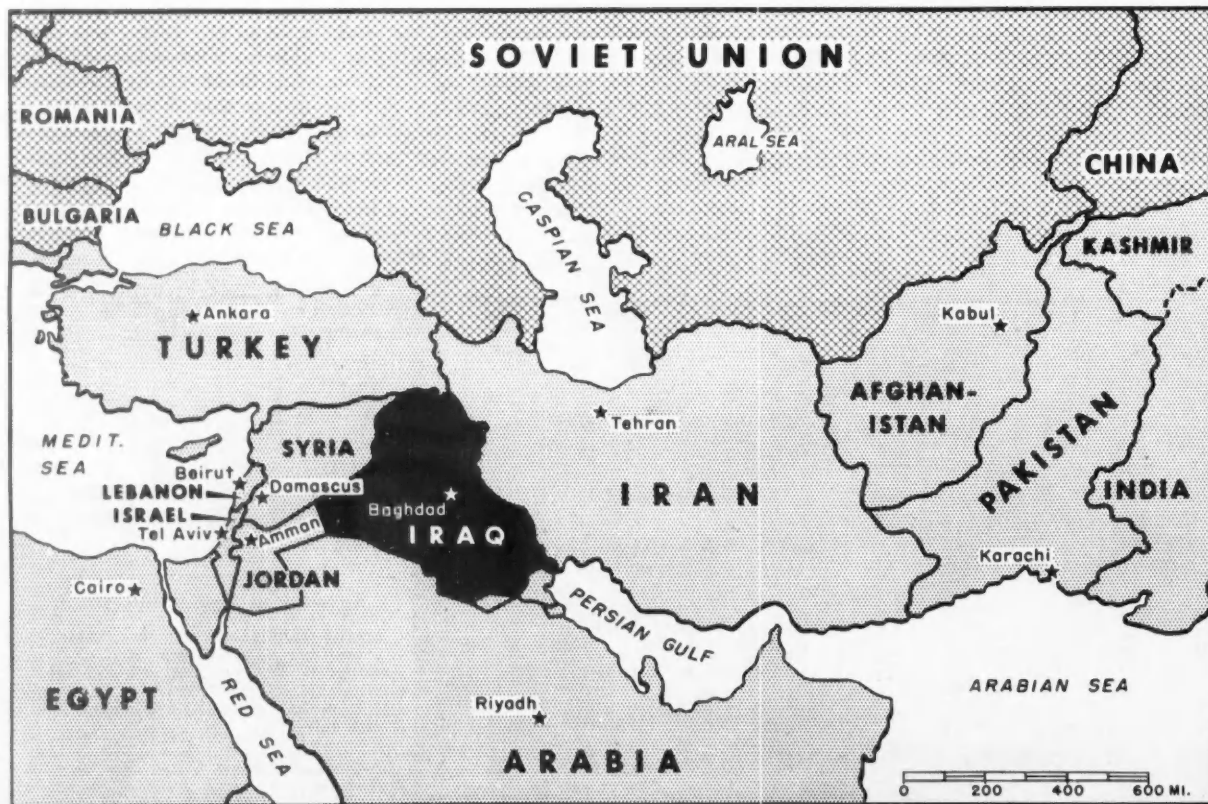 SOVIET UNION
ROMANIA
ARAL SEA
CHINA
CASPIAN SEA
BULGARIA
BLACK SEA
KASHMIR
Ankara
Kabul
TURKEY
AFGHAN-
ISTAN
Tehran
PAKISTAN
MEDIT.
SEA
SYRIA
Beirut
Damascus
LEBANON
ISRAEL
Tel Aviv
Amman
Baghdad
IRAQ
IRAN
INDIA
Karachi
JORDAN
Cairo
PERSIAN GULF
EGYPT
RED SEA
Riyadh
ARABIAN SEA
ARABIA
0 200 400 600 MI.